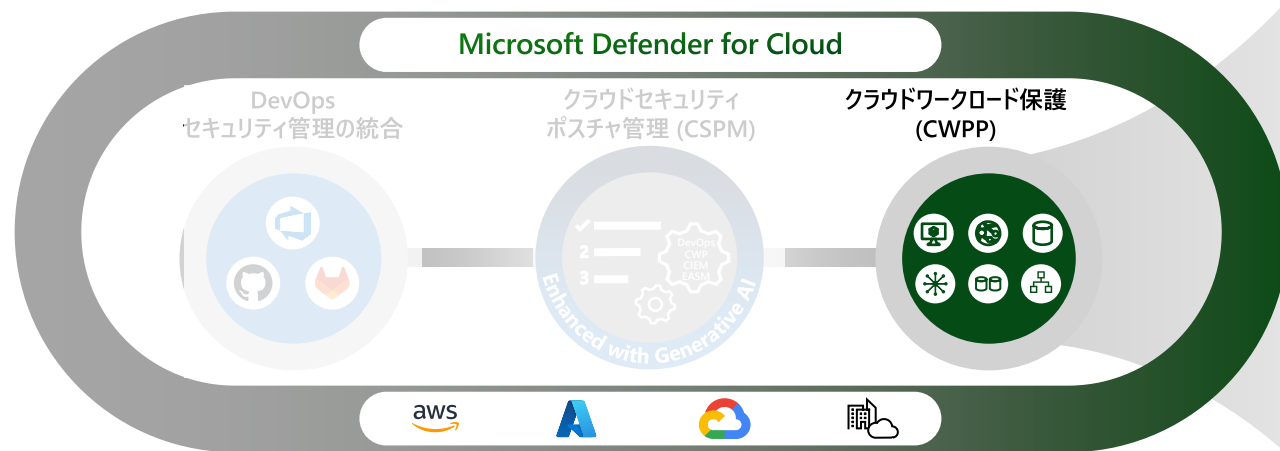 Microsoft Defender for Cloud
DevOps
セキュリティ管理の統合
クラウドセキュリティ
ポスチャ管理 (CSPM)
2
3
DevOps
CWP
CIEM
EASM
Enhanced with Generative AI
クラウドワークロード保護
(CWPP)
aws